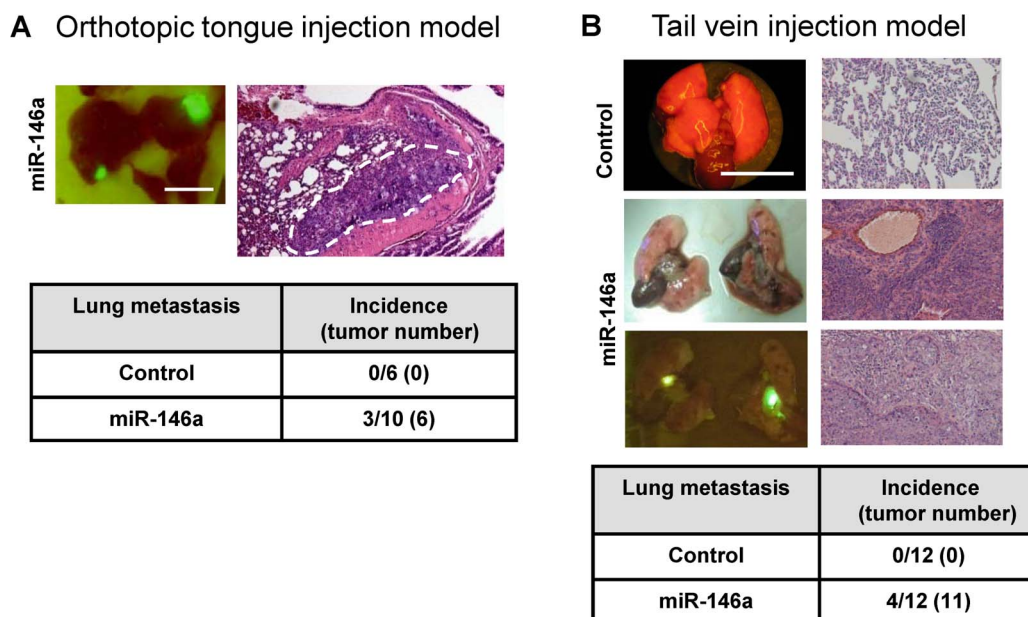 A Orthotopic tongue injection model
miR-146a
Lung metastasis Incidence
(tumor number)
Control 0/6 (0)
miR-146a 3/10 (6)
B Tail vein injection model
Control
miR-146a
Lung metastasis Incidence
(tumor number)
Control 0/12 (0)
miR-146a 4/12 (11)